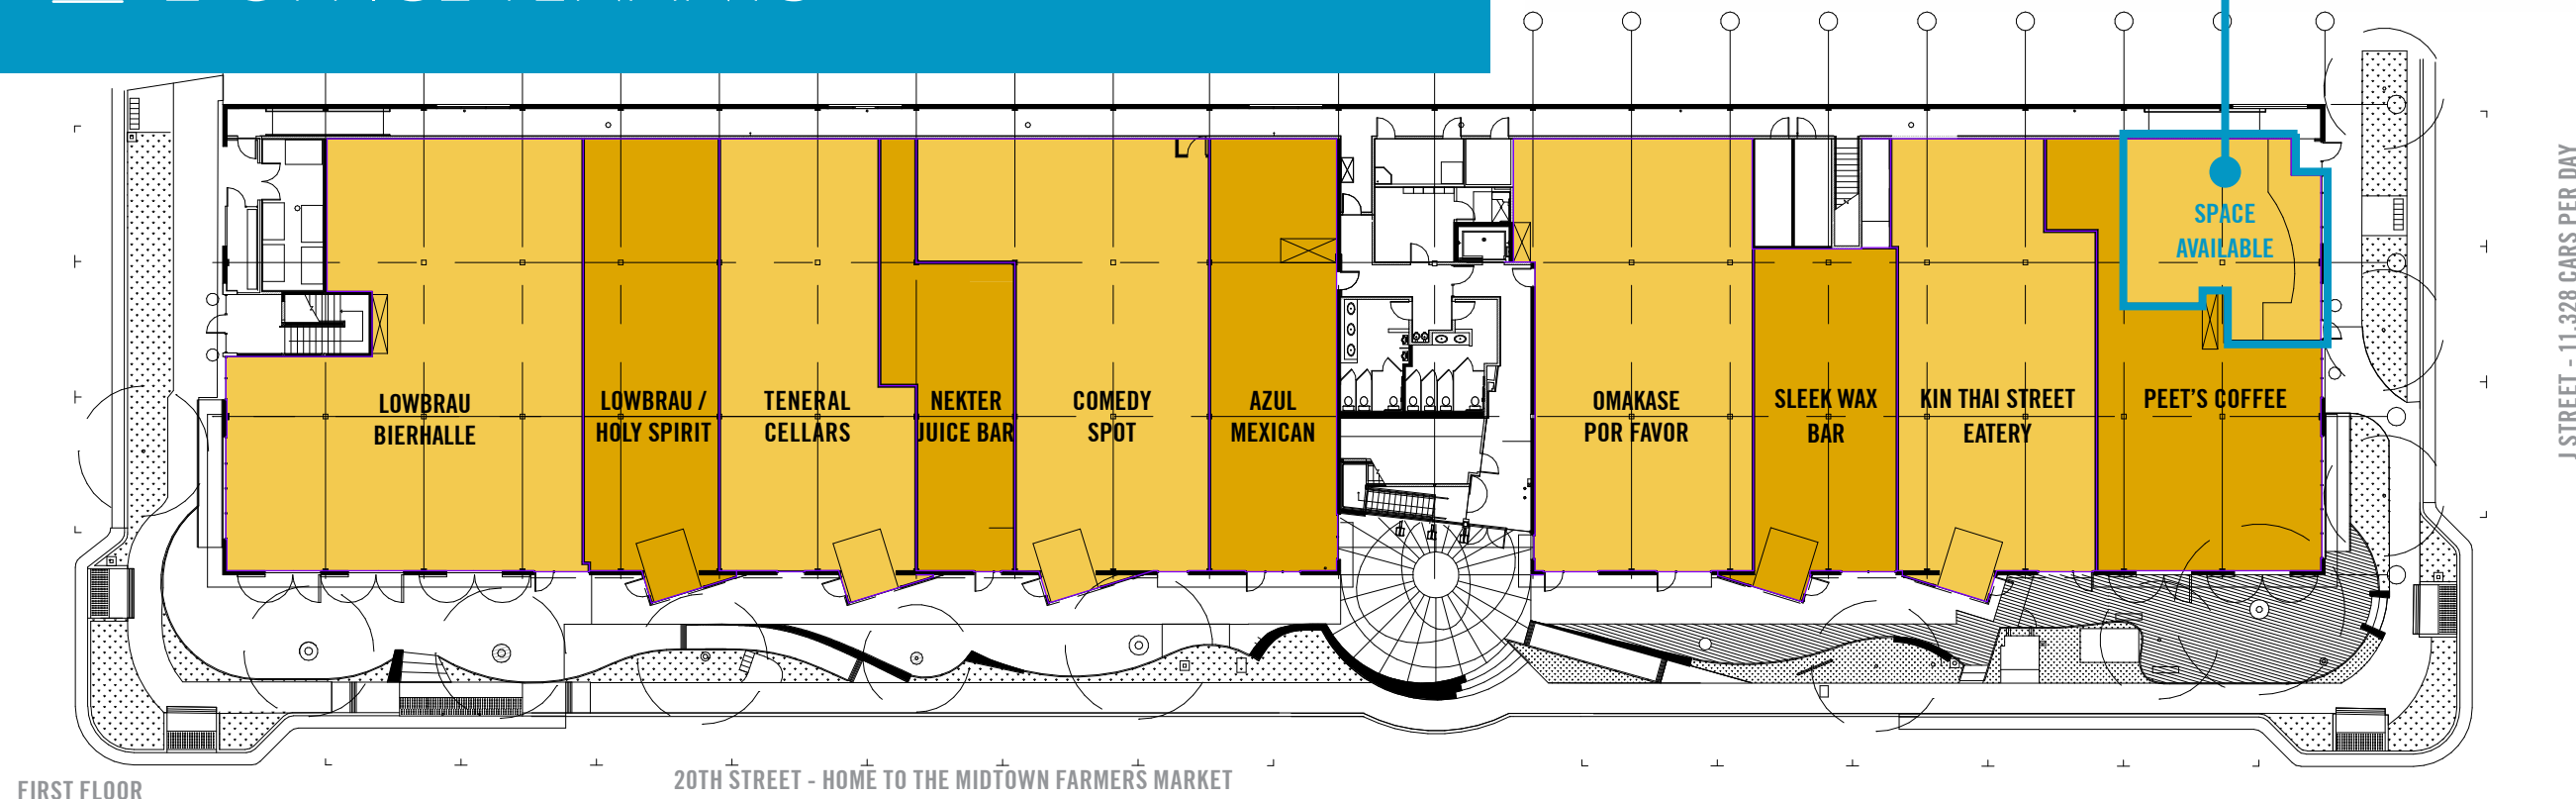 SPACE
AVAILABLE
LOWBRAU
BIERHALLE
LOWBRAU /
HOLY SPIRIT
TENERAL
CELLARS
NEKTER
JUICE BAR
COMEDY
SPOT
AZUL
MEXICAN
OMAKASE
POR FAVOR
SLEEK WAX
BAR
KIN THAI STREET
EATERY
PEET'S COFFEE
J STREET - 11,328 CARS PER DAY
20TH STREET - HOME TO THE MIDTOWN FARMERS MARKET
FIRST FLOOR